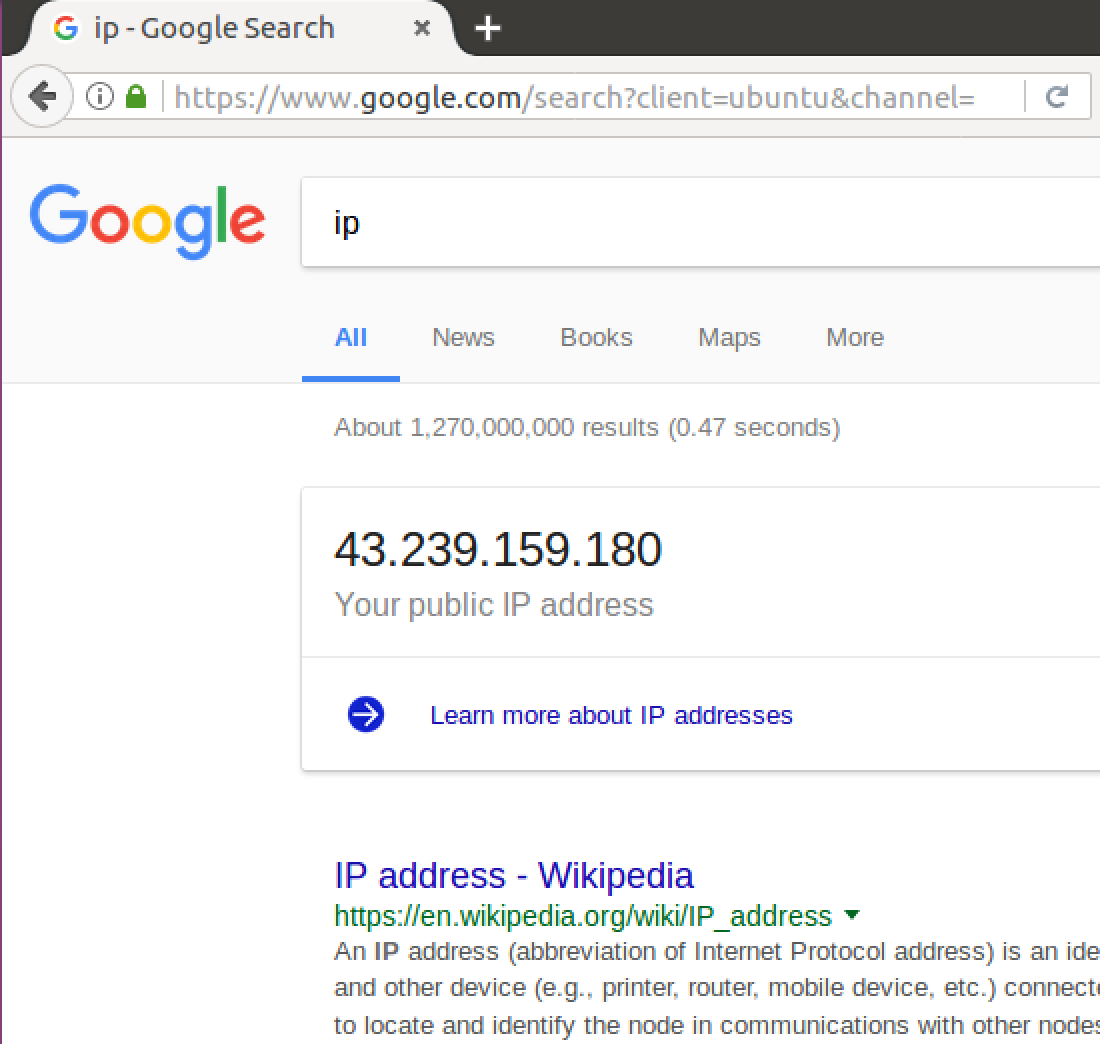 ip - Google Search
https://www.google.com/search?client=ubuntu&channel=
Google
ip
All News Books Maps More
About 1,270,000,000 results (0.47 seconds)
43.239.159.180
Your public IP address
Learn more about IP addresses
IP address - Wikipedia
https://en.wikipedia.org/wiki/IP_address
An IP address (abbreviation of Internet Protocol address) is an ide
and other device (e.g., printer, router, mobile device, etc.) connecte
to locate and identify the node in communications with other nodes